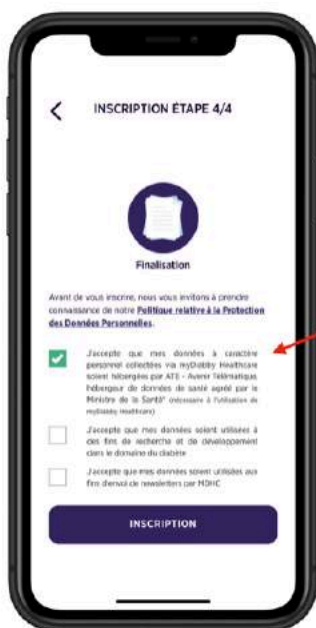 INSCRIPTION ÉTAPE 4/4
Finalisation
Avant de vous inscrire, nous vous invitons à prendre
connaissance de notre Politique relative à la Protection
des Données Personnelles.
J'accepte que mes données à caractère
personnel collectées via myDiabby Healthcare
soient hébergées par ATE - Avenir Télématique,
hébergeur de données de santé agréé par le
Ministre de la Santé* (nécessaire à l'utilisation de
myDiabby Healthcare)
J'accepte que mes données soient utilisées à
des fins de recherche et de développement
dans le domaine du diabète
J'accepte que mes données soient utilisées aux
fins d'envoi de newsletters par MDHC
INSCRIPTION